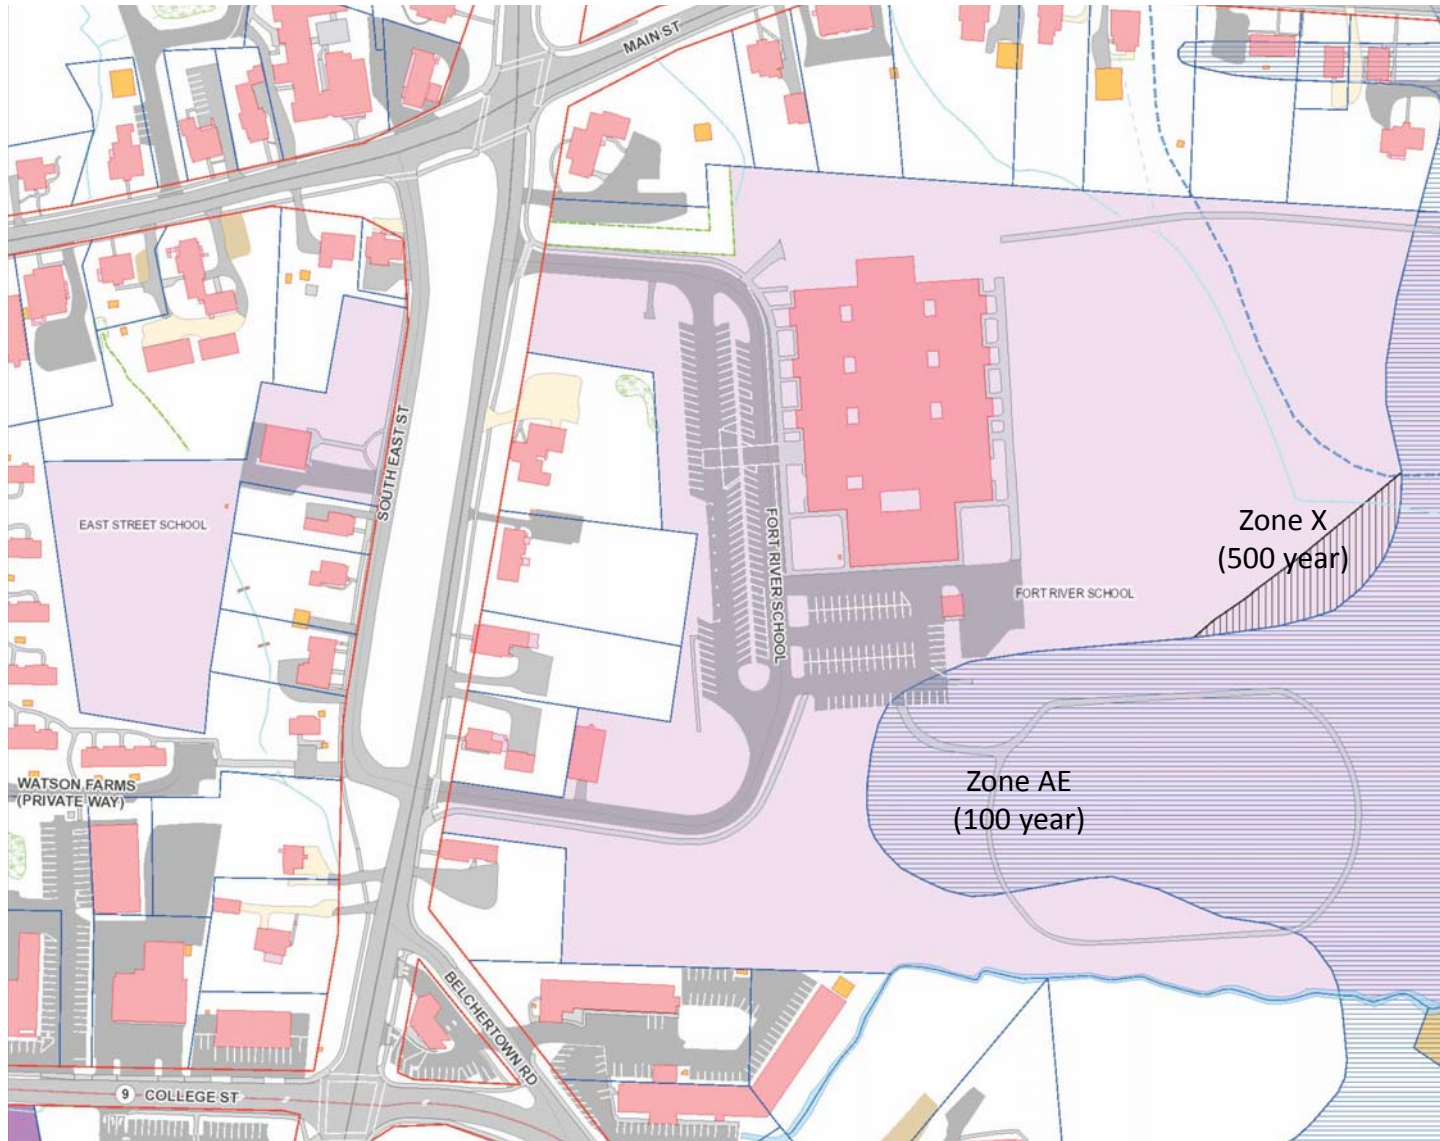 MAIN ST
SOUTH EAST ST
EAST STREET SCHOOL
FORT RIVER SCHOOL
Zone X
(500 year)
FORT RIVER SCHOOL
WATSON FARMS
(PRIVATE WAY)
Zone AE
(100 year)
BELCHERTOWN RD
9 COLLEGE ST